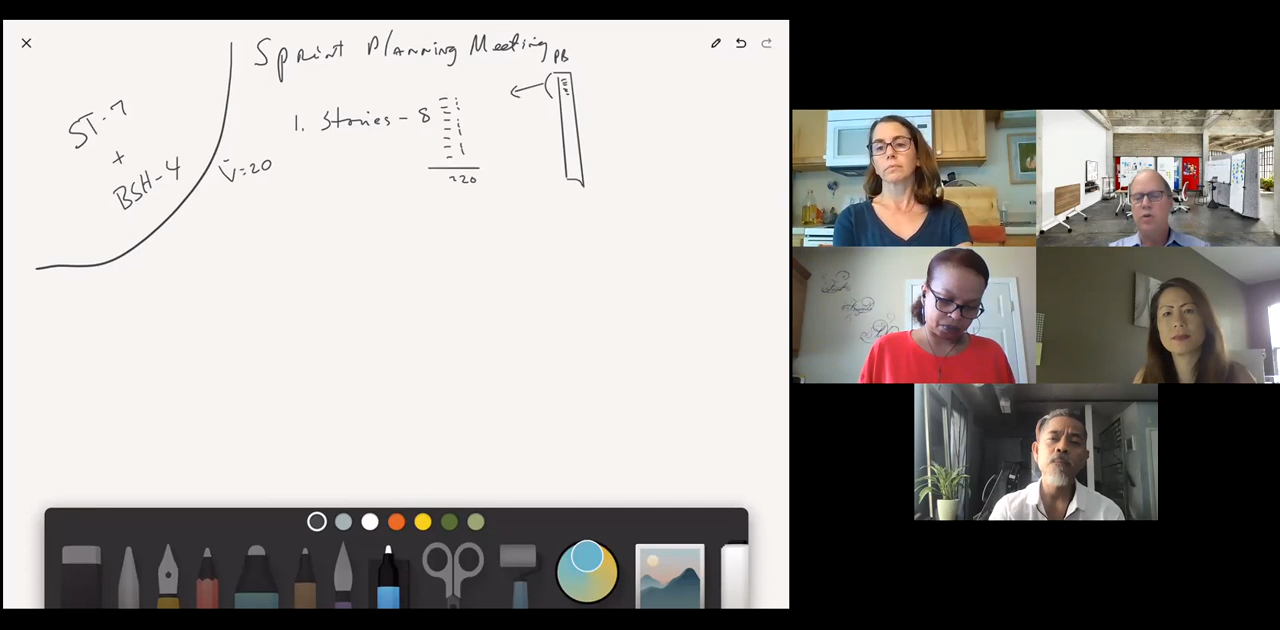 Sprint Planning Meeting
PB
1. Stories - 8
~20
ST-7
+
BSH-4
V̄=20